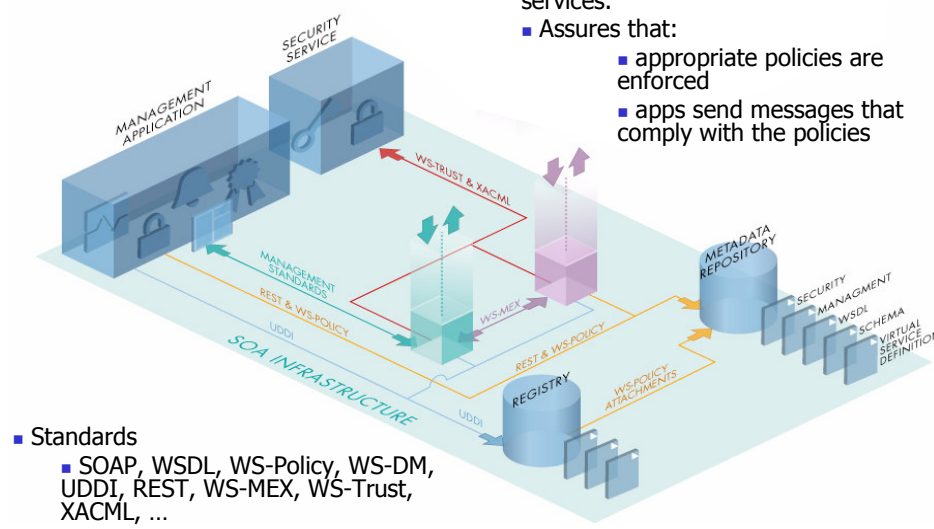 services.
▪ Assures that:
▪ appropriate policies are
enforced
▪ apps send messages that
comply with the policies
SECURITY
SERVICE
MANAGEMENT
APPLICATION
WS-TRUST & XACML
METADATA
REPOSITORY
SECURITY
MANAGMENT
WSDL
SCHEMA
VIRTUAL
SERVICE
DEFINITION
MANAGEMENT
STANDARDS
WS-MEX
REST & WS-POLICY
REST & WS-POLICY
UDDI
SOA INFRASTRUCTURE
WS-POLICY
ATTACHMENTS
REGISTRY
UDDI
▪ Standards
▪ SOAP, WSDL, WS-Policy, WS-DM,
UDDI, REST, WS-MEX, WS-Trust,
XACML, ...